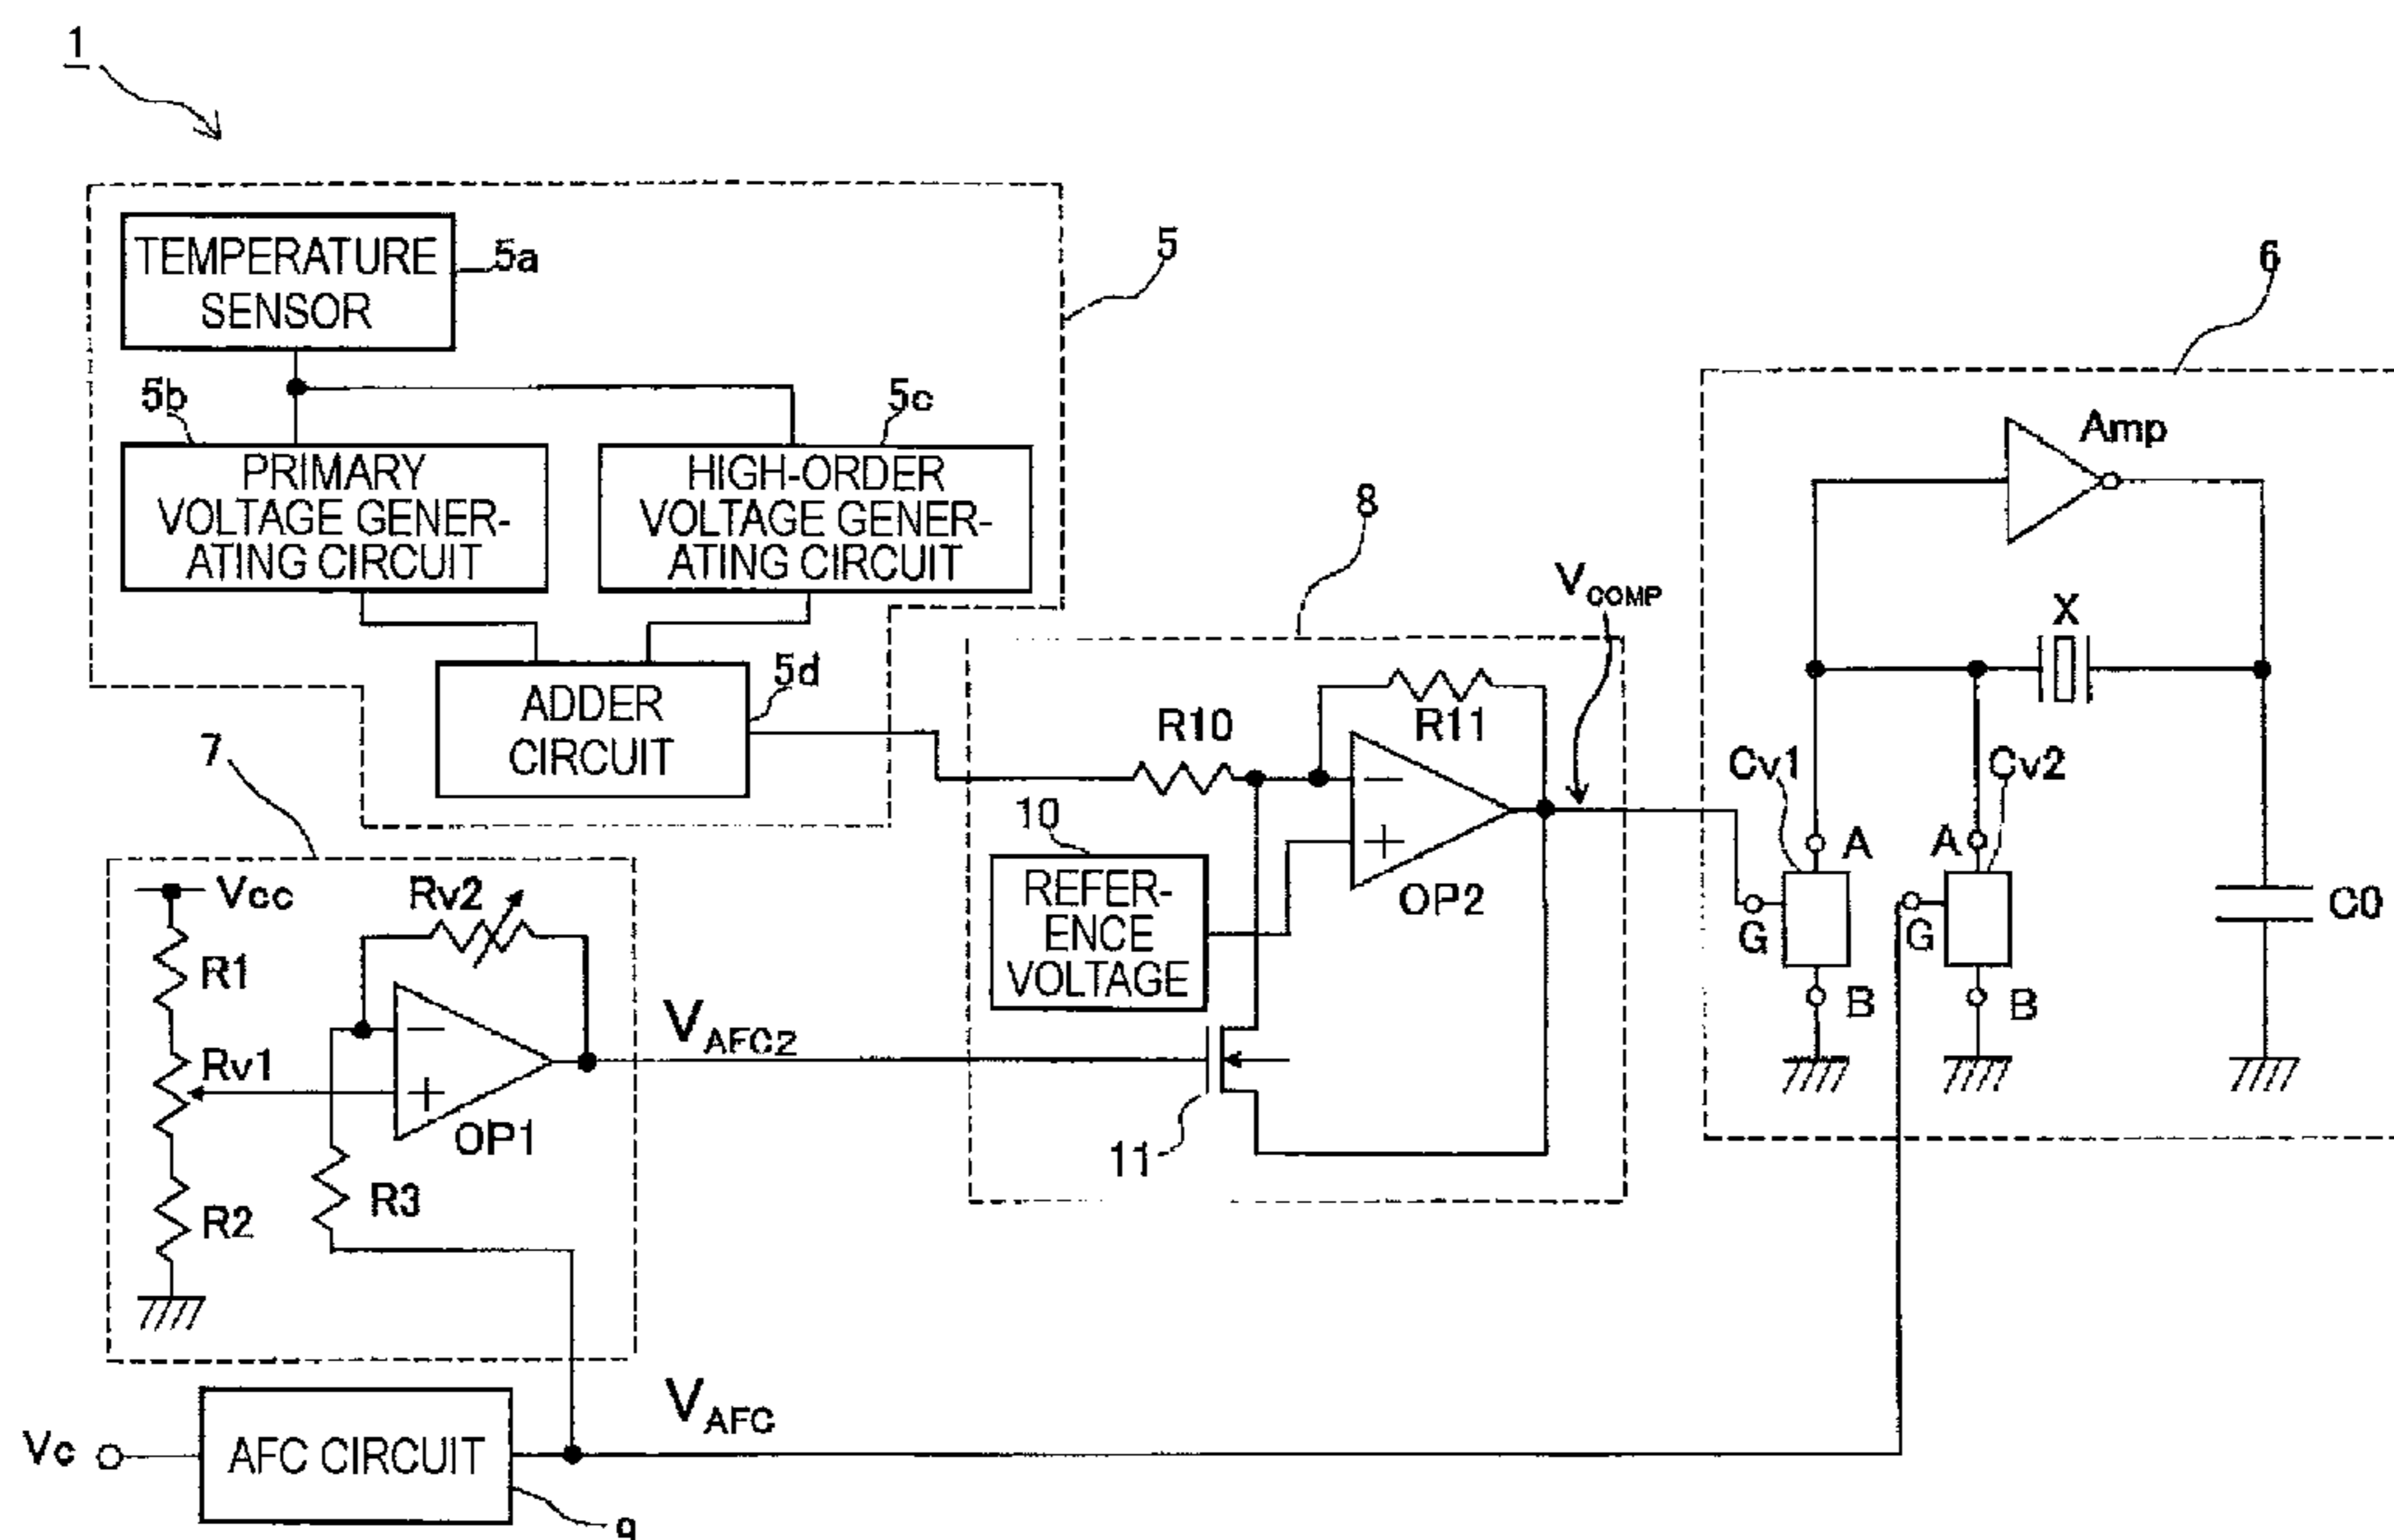 1
TEMPERATURE
SENSOR
5a
5
6
5b
5c
PRIMARY
VOLTAGE GENER-
ATING CIRCUIT
HIGH-ORDER
VOLTAGE GENER-
ATING CIRCUIT
8
Amp
VCOMP
X
ADDER
CIRCUIT
5d
R10
R11
7
Cv1
Cv2
10
REFER-
ENCE
VOLTAGE
−
+
OP2
A
A
G
G
B
B
C0
Vcc
Rv2
R1
Rv1
−
+
OP1
VAFC2
R2
R3
11
Vc
AFC CIRCUIT
VAFC
9